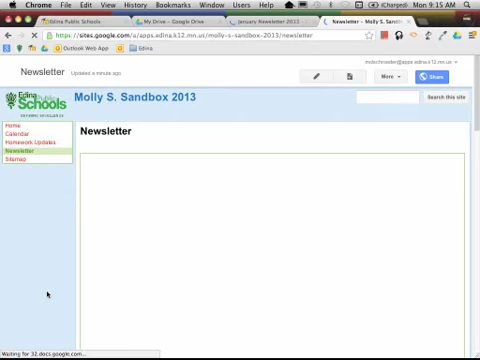 Chrome File Edit View History Bookmarks Window Help (Charged) Mon 9:15 AM
Edina Public Schools
My Drive - Google Drive
January Newsletter 2013
Newsletter - Molly S. Sandb
https://sites.google.com/a/apps.edina.k12.mn.us/molly-s-sandbox-2013/newsletter
Outlook Web App
Edina
Newsletter Updated a minute ago
More
Share
Edina
Public
Schools
Molly S. Sandbox 2013
Search this site
Home
Calendar
Homework Updates
Newsletter
Sitemap
Newsletter
Waiting for 32.docs.google.com...